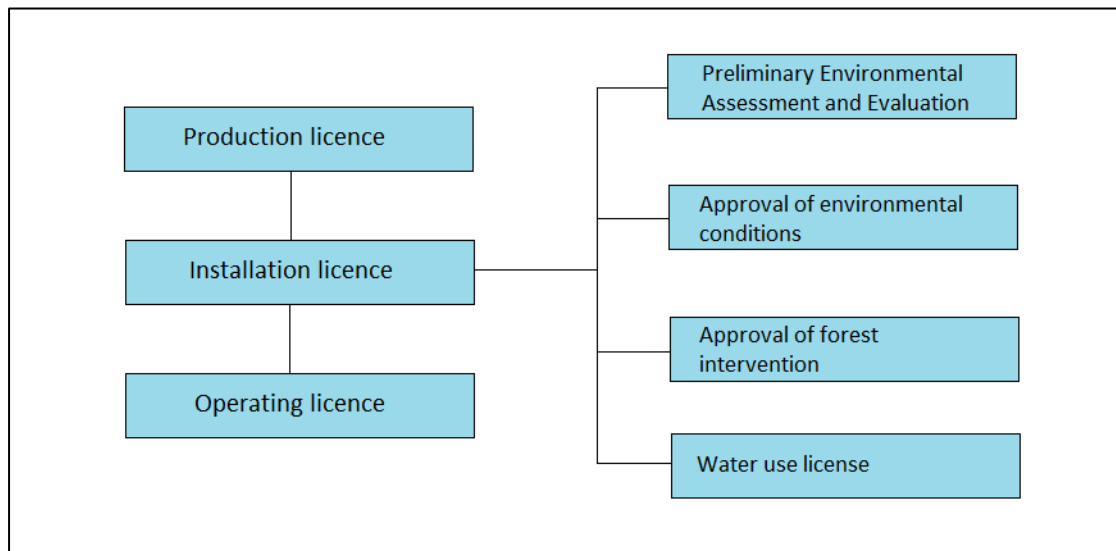 Production licence
Installation licence
Operating licence
Preliminary Environmental
Assessment and Evaluation
Approval of environmental
conditions
Approval of forest
intervention
Water use license